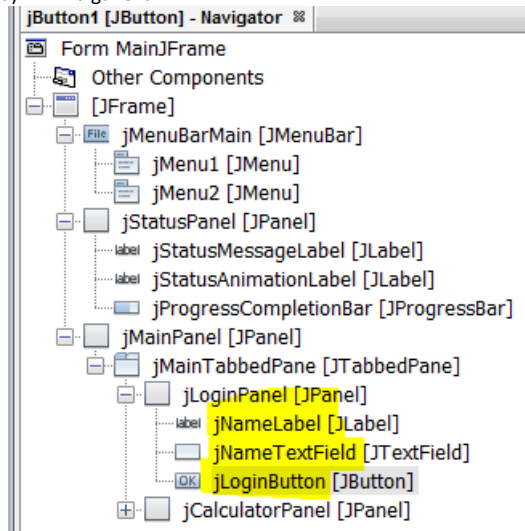 jButton1 [JButton] - Navigator
Form MainJFrame
Other Components
[JFrame]
File jMenuBarMain [JMenuBar]
jMenu1 [JMenu]
jMenu2 [JMenu]
jStatusPanel [JPanel]
label jStatusMessageLabel [JLabel]
label jStatusAnimationLabel [JLabel]
jProgressCompletionBar [JProgressBar]
jMainPanel [JPanel]
jMainTabbedPane [JTabbedPane]
jLoginPanel [JPanel]
label jNameLabel [JLabel]
jNameTextField [JTextField]
OK jLoginButton [JButton]
jCalculatorPanel [JPanel]